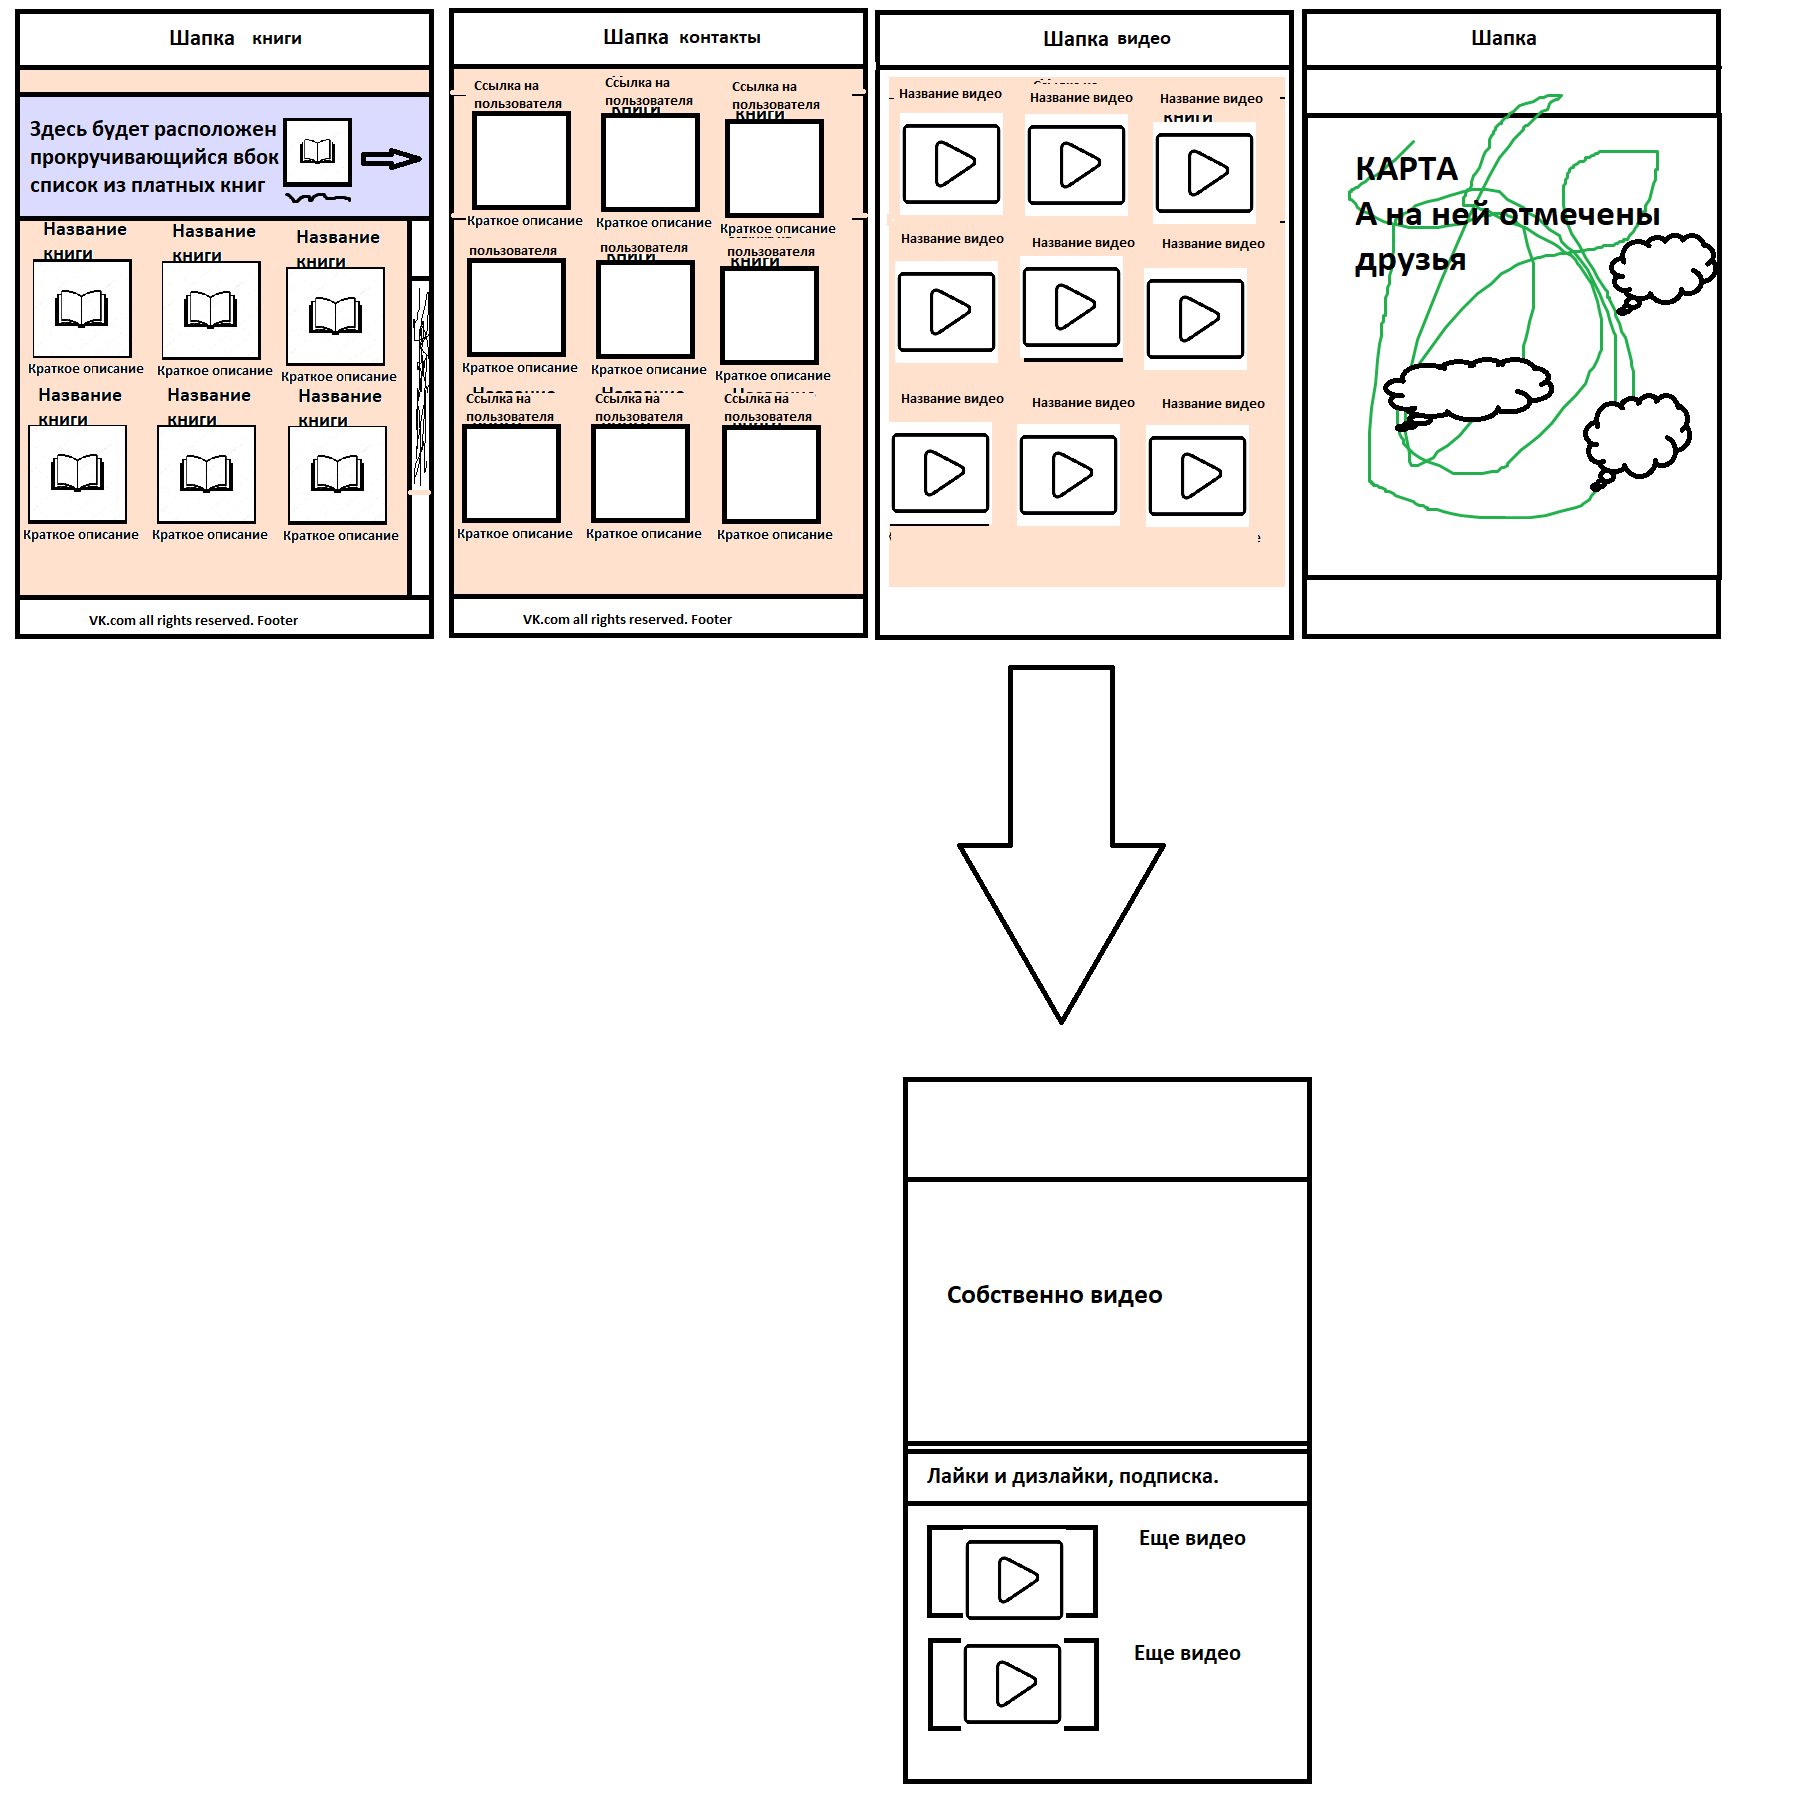 Шапка книги
Здесь будет расположен
прокручивающийся вбок
список из платных книг
Название
книги
Название
книги
Название
книги
Краткое описание
Краткое описание
Краткое описание
Название
книги
Название
книги
Название
книги
Краткое описание
Краткое описание
Краткое описание
VK.com all rights reserved. Footer
Шапка контакты
Ссылка на
пользователя
Ссылка на
пользователя
книги
Ссылка на
пользователя
книги
Краткое описание
Краткое описание
Краткое описание
пользователя
пользователя
книги
пользователя
книги
Краткое описание
Краткое описание
Краткое описание
Ссылка на
пользователя
Ссылка на
пользователя
Ссылка на
пользователя
Краткое описание
Краткое описание
Краткое описание
VK.com all rights reserved. Footer
Шапка видео
Название видео
Название видео
Название видео
книги
Название видео
Название видео
Название видео
Название видео
Название видео
Название видео
Шапка
КАРТА
А на ней отмечены
друзья
Собственно видео
Лайки и дизлайки, подписка.
Еще видео
Еще видео